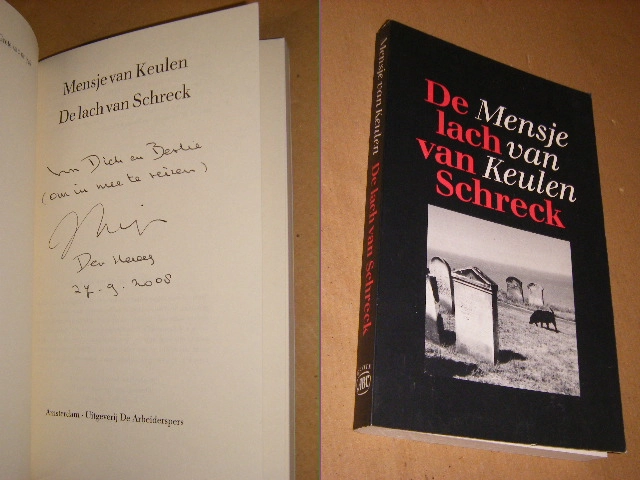 Mensje van Keulen
De lach van Schreck
Dick en Bertie
(om in mee te reizen)
Den Haag
27-9-2008
Amsterdam · Uitgeverij De Arbeiderspers
Mensje van Keulen De lach van Schreck
De Mensje
lach van
van Keulen
Schreck